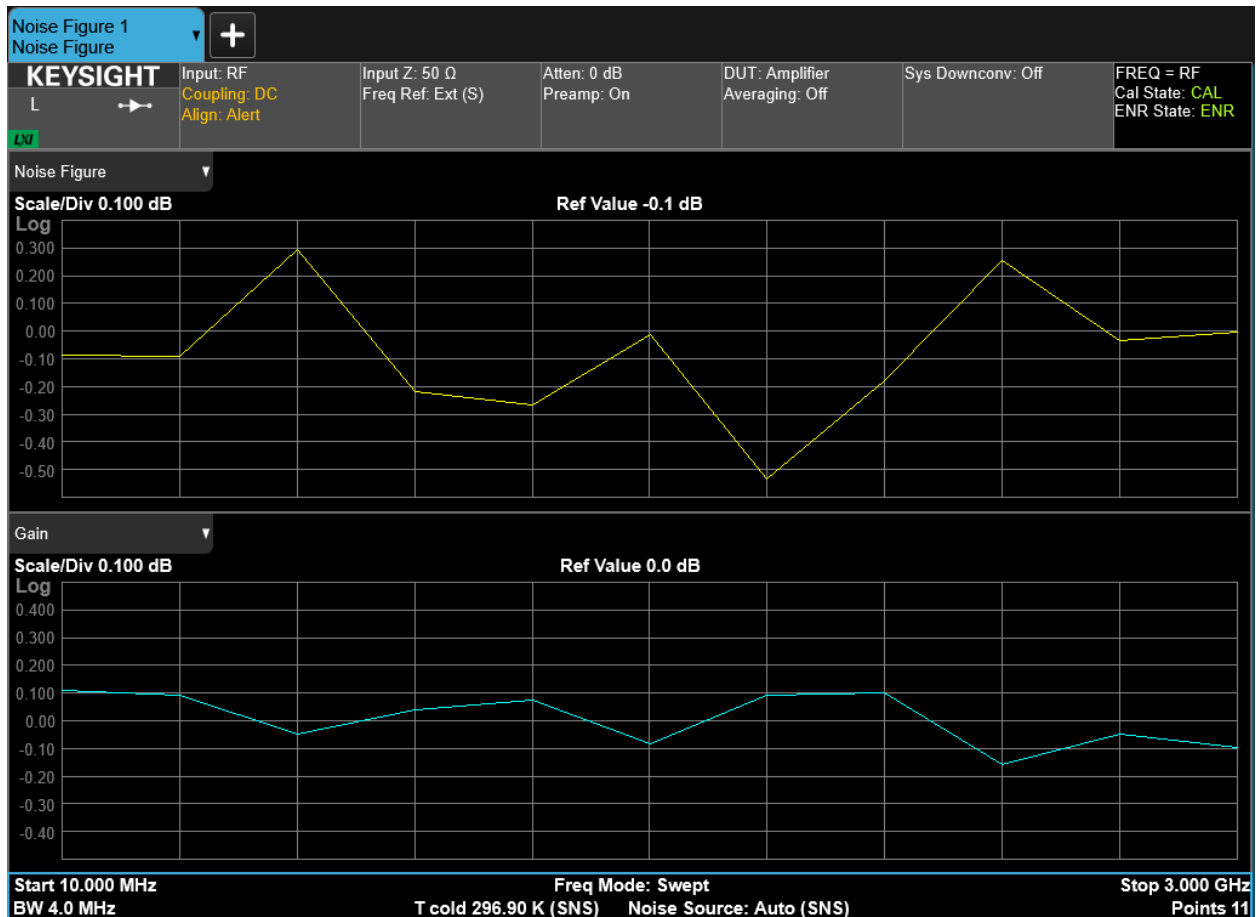 Noise Figure 1
Noise Figure
KEYSIGHT
L
LXI
Input: RF
Coupling: DC
Align: Alert
Input Z: 50 Ω
Freq Ref: Ext (S)
Atten: 0 dB
Preamp: On
DUT: Amplifier
Averaging: Off
Sys Downconv: Off
FREQ = RF
Cal State: CAL
ENR State: ENR
Noise Figure
Scale/Div 0.100 dB
Ref Value -0.1 dB
Log
0.300
0.200
0.100
0.00
-0.10
-0.20
-0.30
-0.40
-0.50
Gain
Scale/Div 0.100 dB
Ref Value 0.0 dB
Log
0.400
0.300
0.200
0.100
0.00
-0.10
-0.20
-0.30
-0.40
Start 10.000 MHz
Freq Mode: Swept
Stop 3.000 GHz
BW 4.0 MHz
T cold 296.90 K (SNS) Noise Source: Auto (SNS)
Points 11